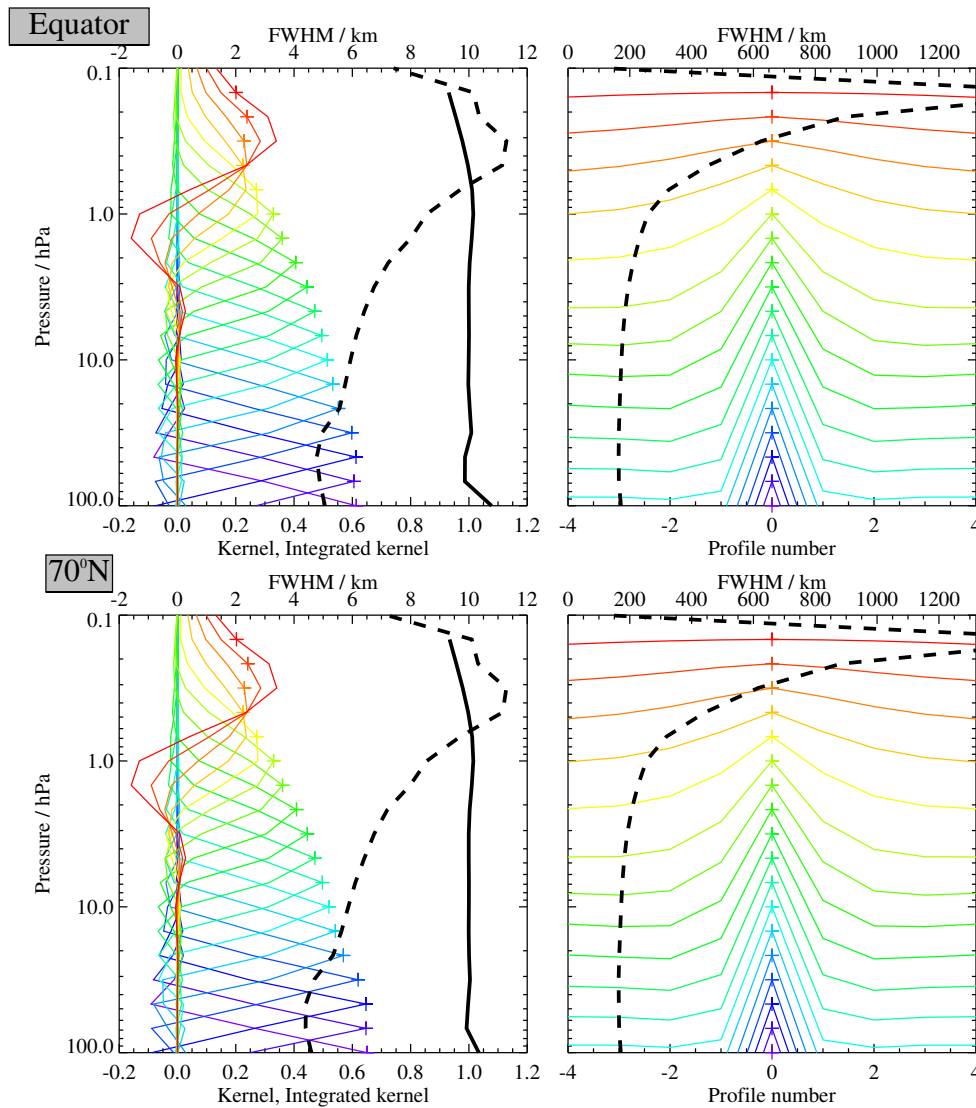 Equator
FWHM / km
-2 0 2 4 6 8 10 12
0.1
1.0
10.0
100.0
Pressure / hPa
-0.2 0.0 0.2 0.4 0.6 0.8 1.0 1.2
Kernel, Integrated kernel
FWHM / km
0 200 400 600 800 1000 1200
-4 -2 0 2 4
Profile number
70⁰N
FWHM / km
-2 0 2 4 6 8 10 12
0.1
1.0
10.0
100.0
Pressure / hPa
-0.2 0.0 0.2 0.4 0.6 0.8 1.0 1.2
Kernel, Integrated kernel
FWHM / km
0 200 400 600 800 1000 1200
-4 -2 0 2 4
Profile number